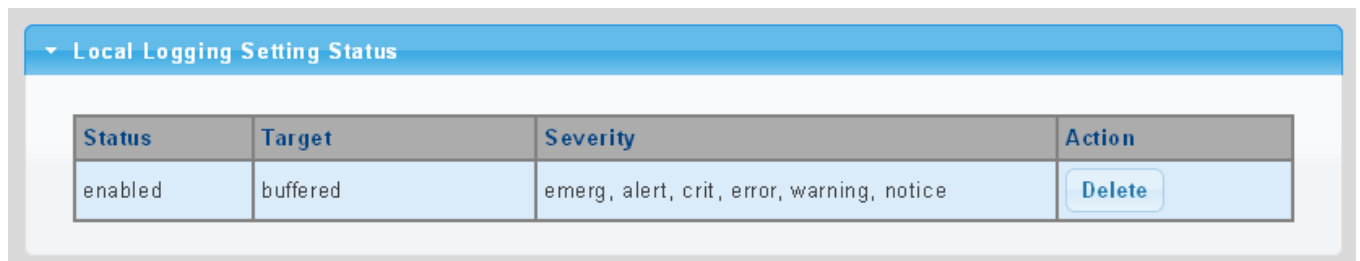 Local Logging Setting Status
Status Target Severity Action
enabled buffered emerg, alert, crit, error, warning, notice Delete